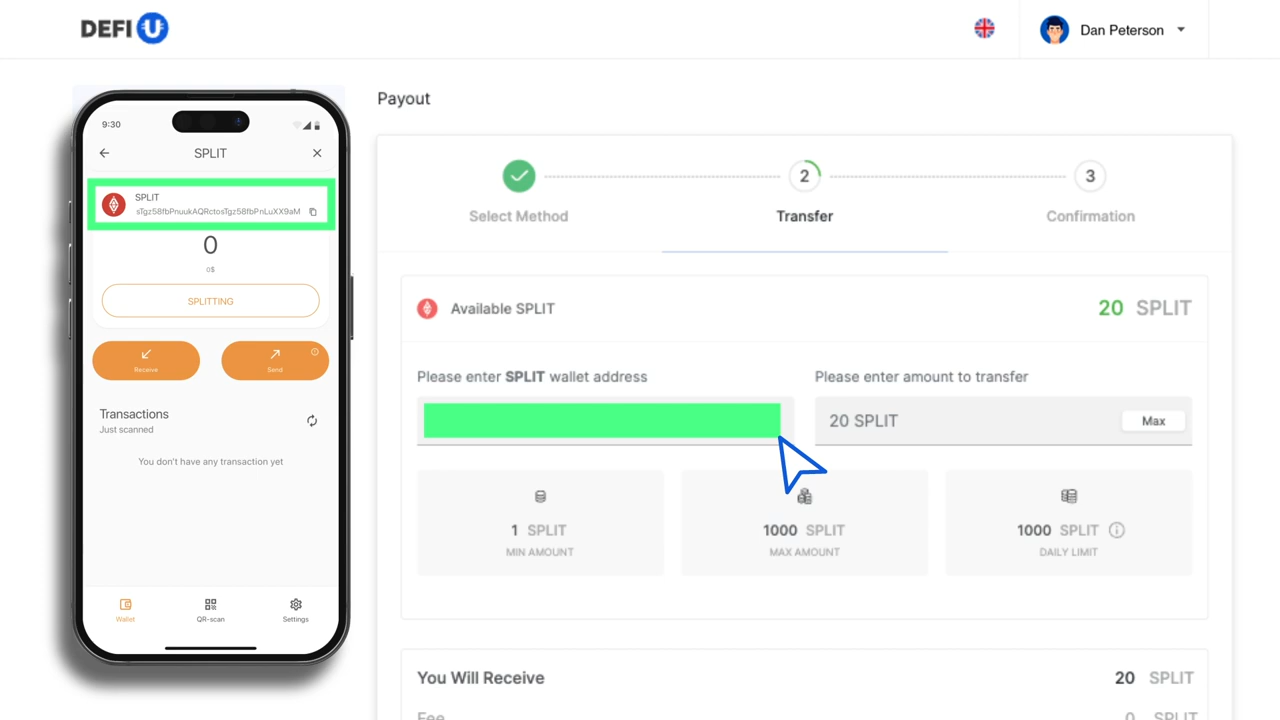 DEFI U
Dan Peterson
9:30
SPLIT
SPLIT
sTgz58fbPnuukAQRctosTgz58fbPnLuXX9aM
0
0$
SPLITTING
Receive
Send
Transactions
Just scanned
You don't have any transaction yet
Wallet
QR-scan
Settings
Payout
2
3
Select Method
Transfer
Confirmation
Available SPLIT
20 SPLIT
Please enter SPLIT wallet address
Please enter amount to transfer
20 SPLIT
Max
1 SPLIT
MIN AMOUNT
1000 SPLIT
MAX AMOUNT
1000 SPLIT
DAILY LIMIT
You Will Receive
20 SPLIT
Fee
0 SPLIT